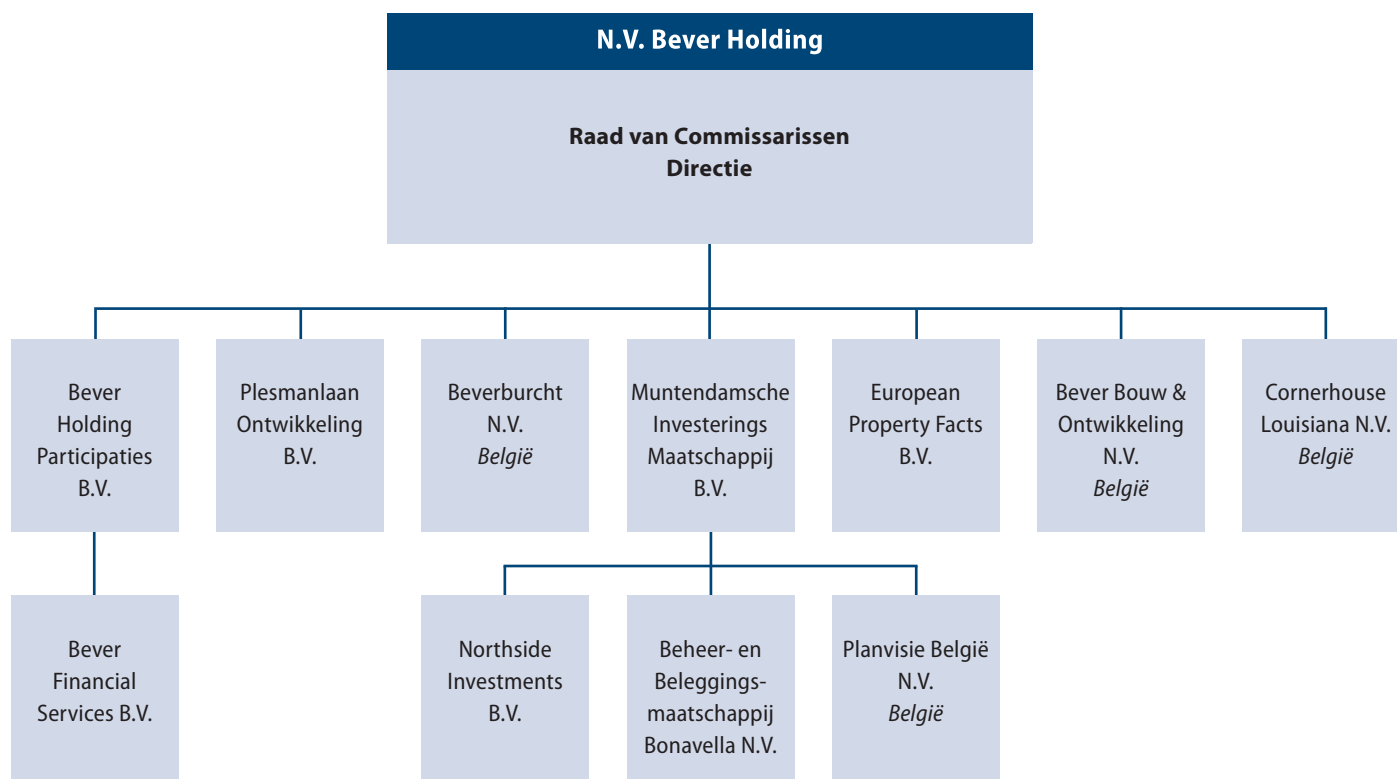 N.V. Bever Holding
Raad van Commissarissen
Directie
Bever
Holding
Participaties
B.V.
Plesmanlaan
Ontwikkeling
B.V.
Beverburcht
N.V.
België
Muntendamsche
Investerings
Maatschappij
B.V.
European
Property Facts
B.V.
Bever Bouw &
Ontwikkeling
N.V.
België
Cornerhouse
Louisiana N.V.
België
Bever
Financial
Services B.V.
Northside
Investments
B.V.
Beheer- en
Beleggings-
maatschappij
Bonavella N.V.
Planvisie België
N.V.
België